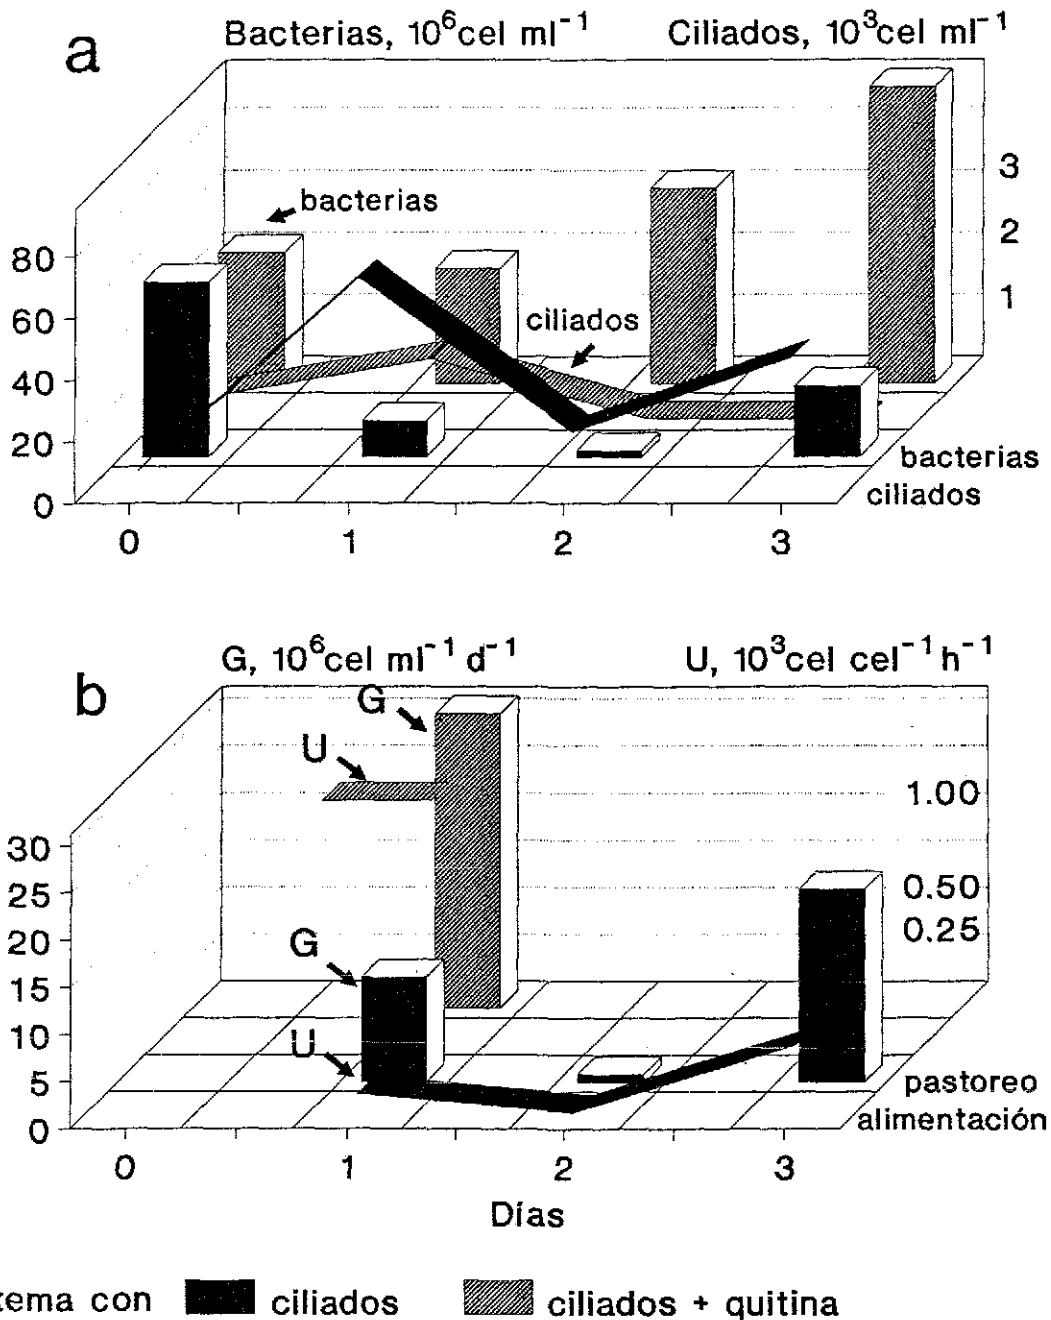 a
Bacterias, 10⁶cel ml⁻¹ Ciliados, 10³cel ml⁻¹
bacterias
3
2
1
80
60
40
20
0
ciliados
bacterias
ciliados
0 1 2 3
b
G, 10⁶cel ml⁻¹ d⁻¹ U, 10³cel cel⁻¹ h⁻¹
G
U
1.00
0.50
0.25
30
25
20
15
10
5
0
G
U
pastoreo
alimentación
0 1 2 3
Días
tema con ciliados ciliados + quitina